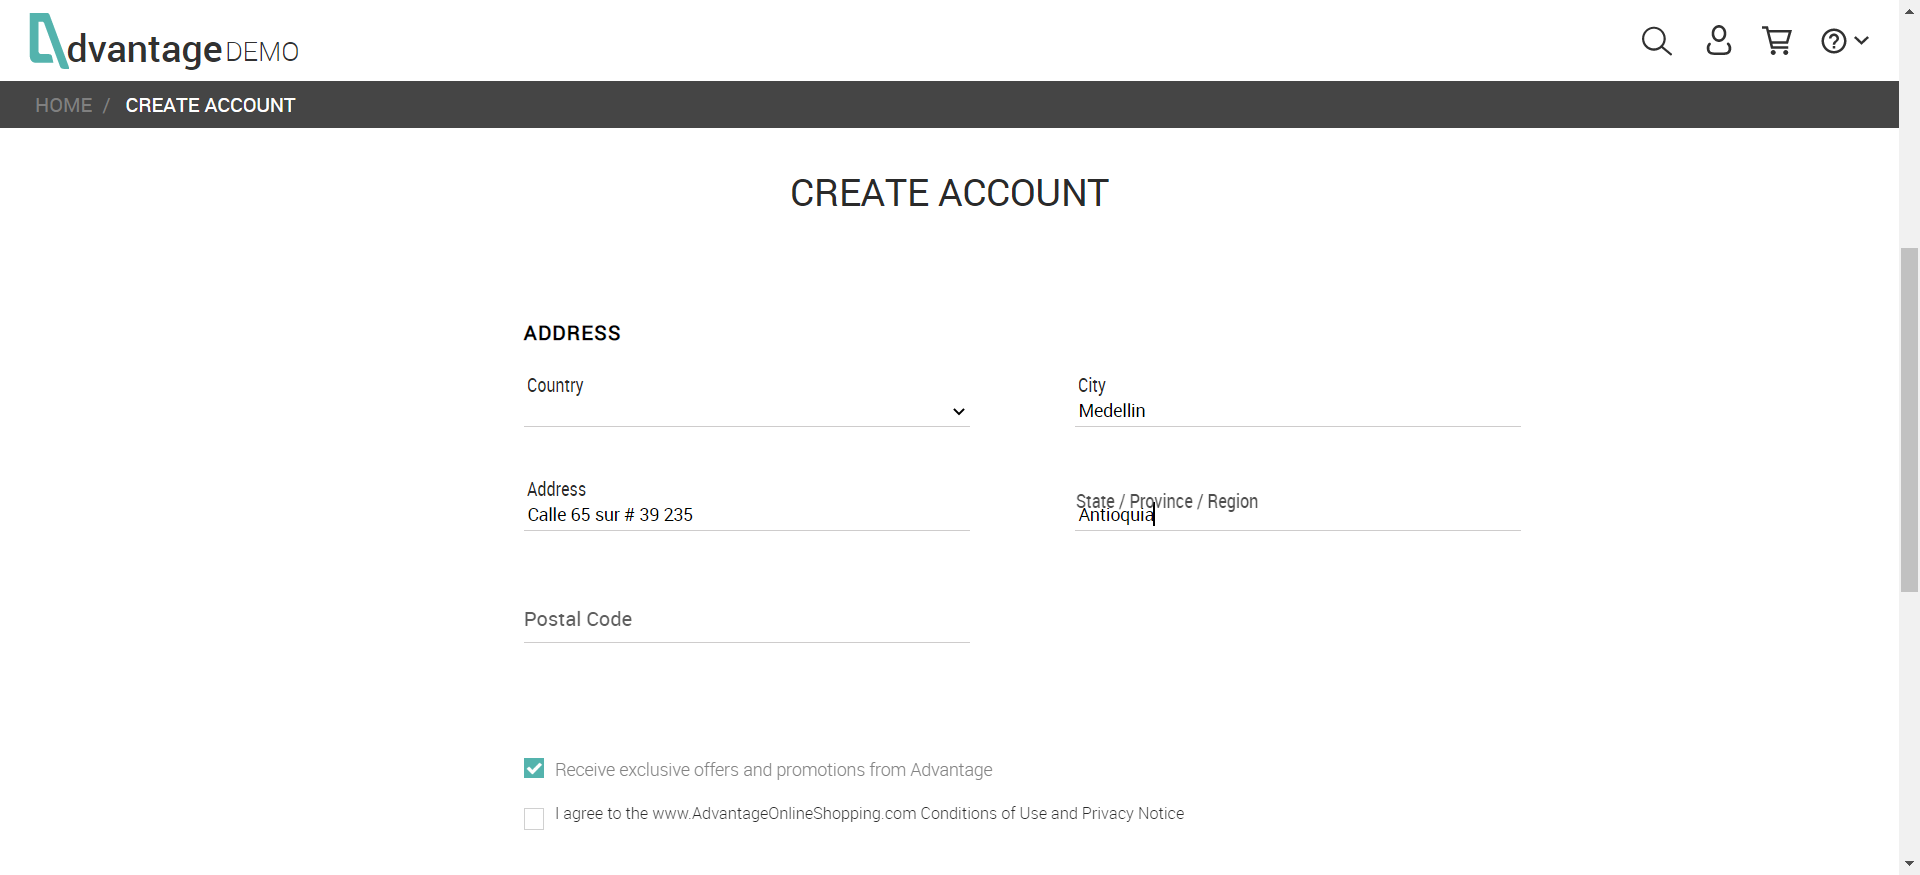 dvantage DEMO
HOME / CREATE ACCOUNT
CREATE ACCOUNT
ADDRESS
Country
City
Medellin
Address
Calle 65 sur # 39 235
State / Province / Region
Antioquia
Postal Code
Receive exclusive offers and promotions from Advantage
I agree to the www.AdvantageOnlineShopping.com Conditions of Use and Privacy Notice